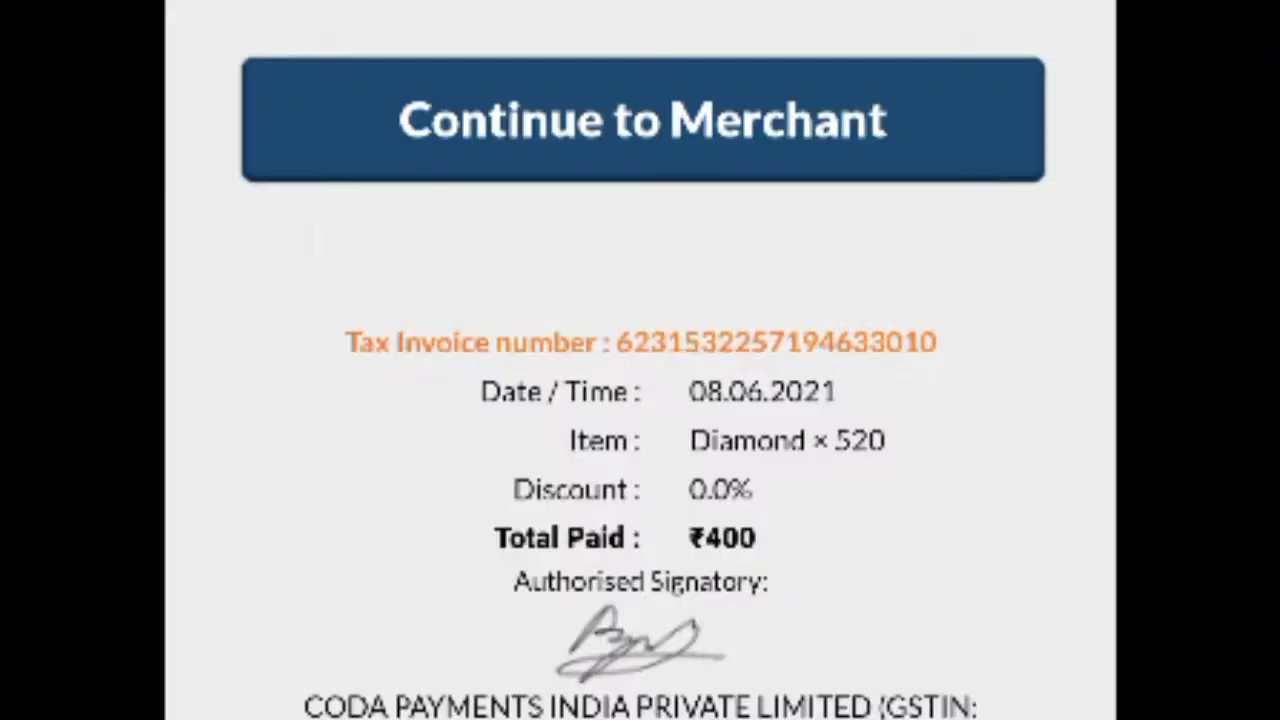 Continue to Merchant
Tax Invoice number : 6231532257194633010
Date / Time : 08.06.2021
Item : Diamond × 520
Discount : 0.0%
Total Paid : ₹400
Authorised Signatory:
CODA PAYMENTS INDIA PRIVATE LIMITED (GSTIN: